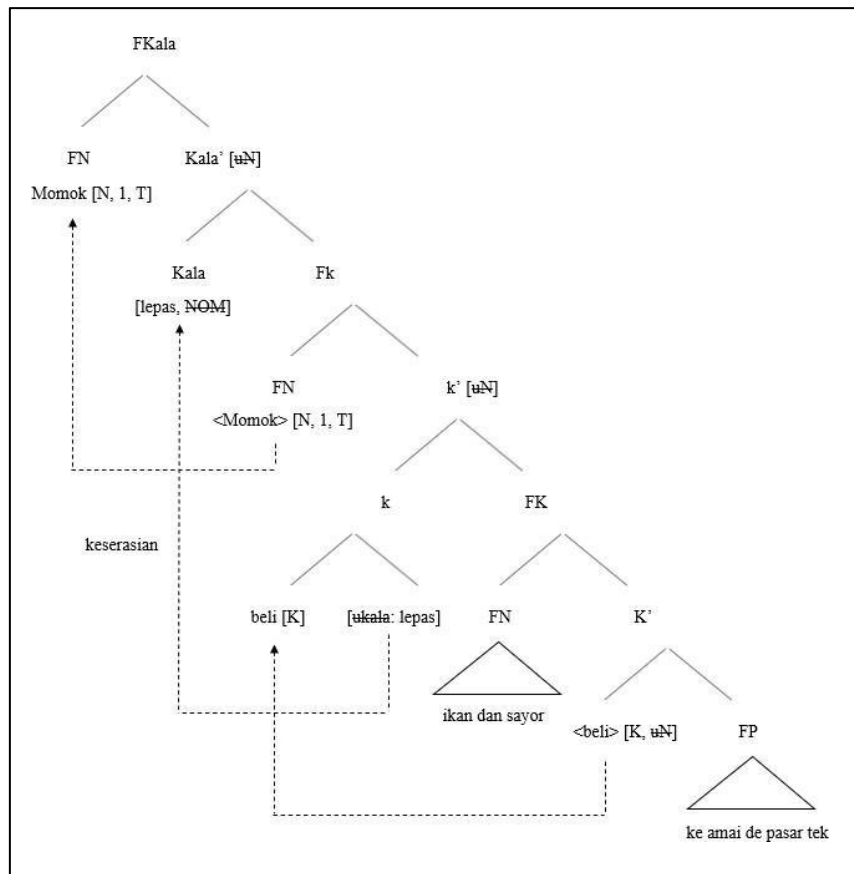 FKala
FN Kala’ [uN]
Momok [N, 1, T]
Kala Fk
[lepas, NOM]
FN k’ [uN]
<Momok> [N, 1, T]
k FK
keserasian
beli [K] [ukala: lepas] FN K’
ikan dan sayor
<beli> [K, uN] FP
ke amai de pasar tek